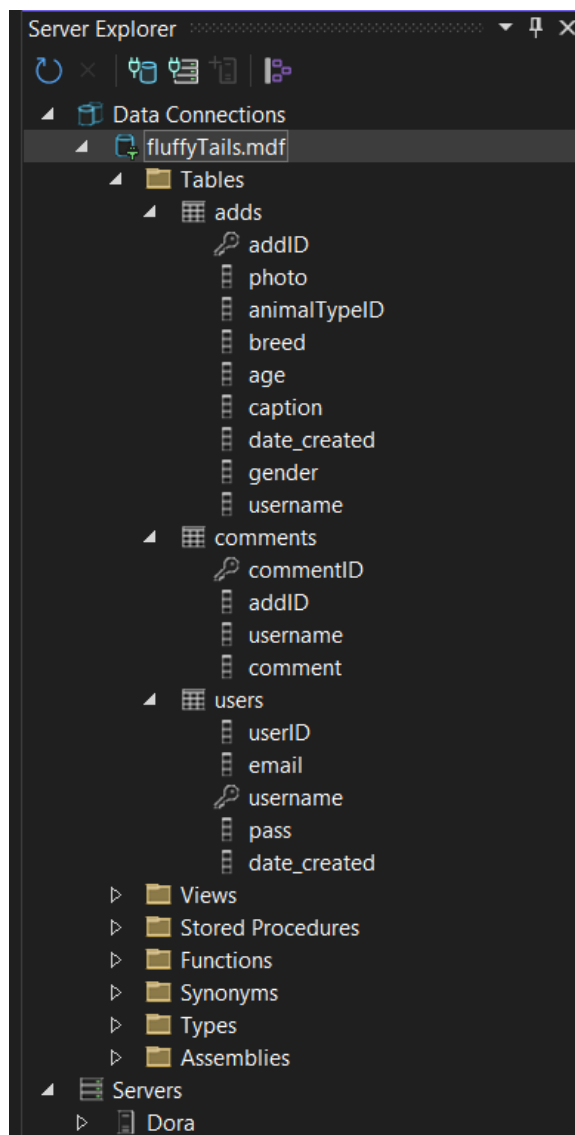 Server Explorer
Data Connections
fluffyTails.mdf
Tables
adds
addID
photo
animalTypeID
breed
age
caption
date_created
gender
username
comments
commentID
addID
username
comment
users
userID
email
username
pass
date_created
Views
Stored Procedures
Functions
Synonyms
Types
Assemblies
Servers
Dora